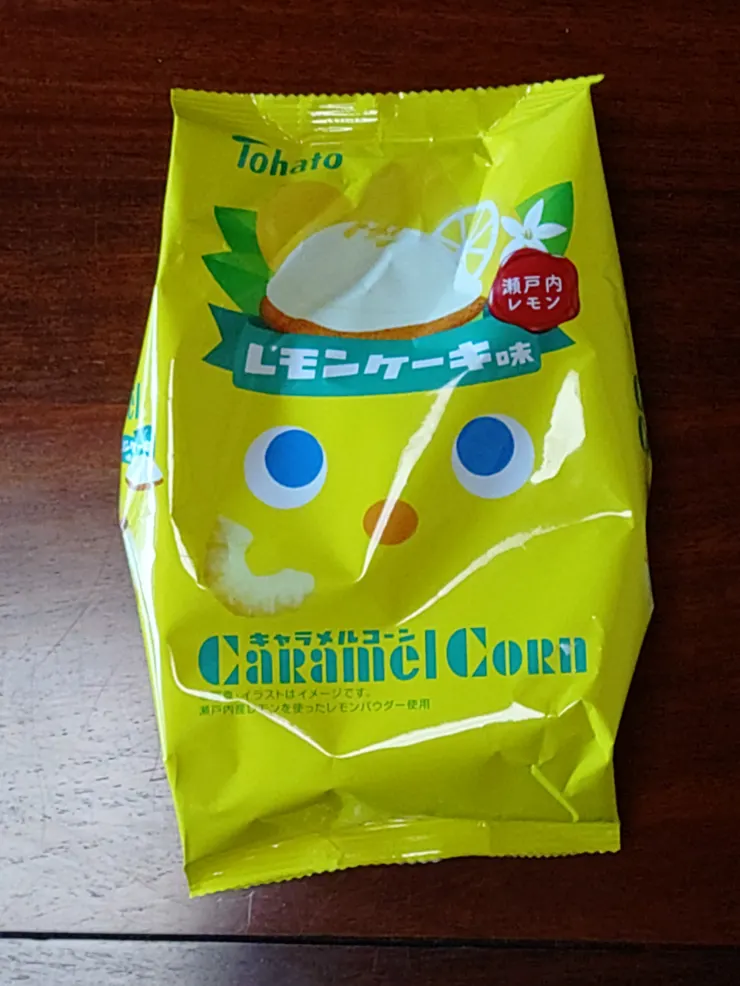 Tohato
瀬戸内
レモン
レモンケーキ味
キャラメルコーン
Caramel Corn
イラストはイメージです。
瀬戸内産レモンを使ったレモンパウダー使用